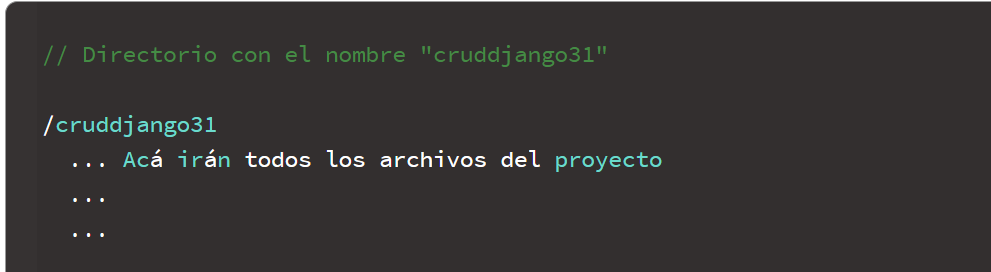 // Directorio con el nombre "cruddjango31"
/cruddjango31
... Acá irán todos los archivos del proyecto
...
...